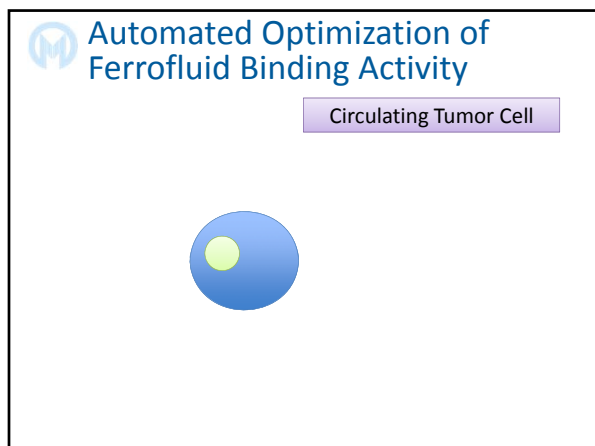 Automated Optimization of
Ferrofluid Binding Activity
Circulating Tumor Cell